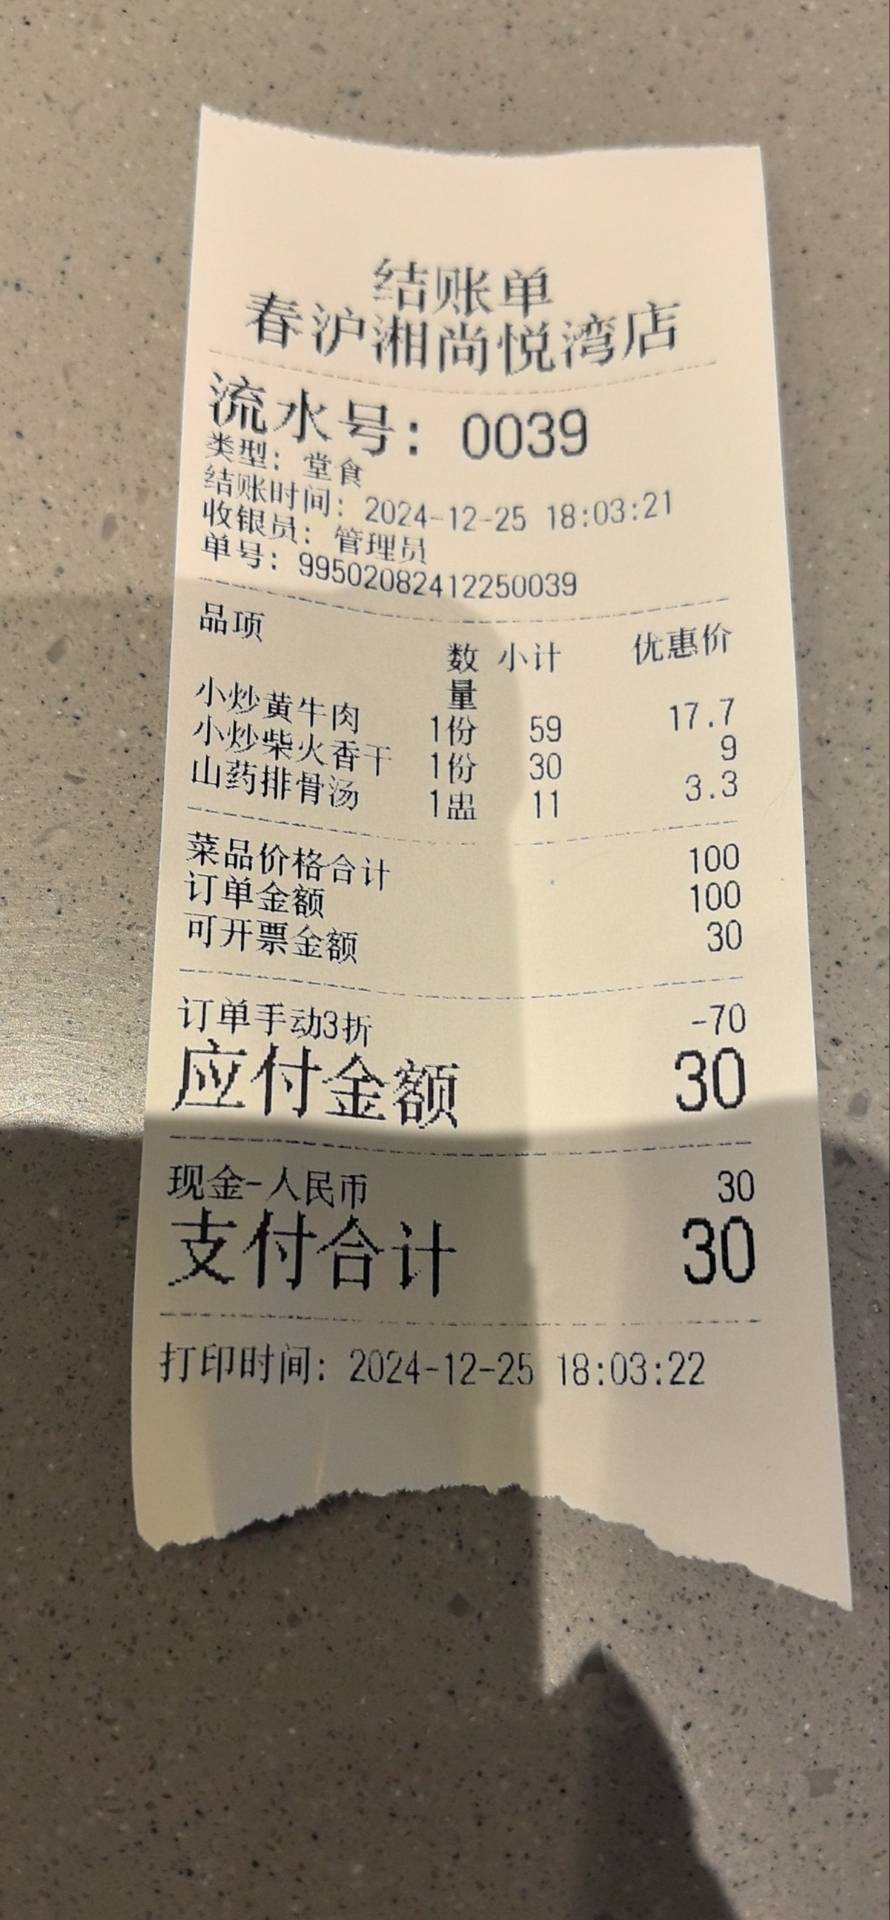 结账单
春沪湘尚悦湾店
流水号：0039
类型：堂食
结账时间：2024-12-25 18:03:21
收银员：管理员
单号：99502082412250039
品项 数量 小计 优惠价
小炒黄牛肉 1份 59 17.7
小炒柴火香干 1份 30 9
山药排骨汤 1盅 11 3.3
菜品价格合计 100
订单金额 100
可开票金额 30
订单手动3折 -70
应付金额 30
现金-人民币 30
支付合计 30
打印时间：2024-12-25 18:03:22